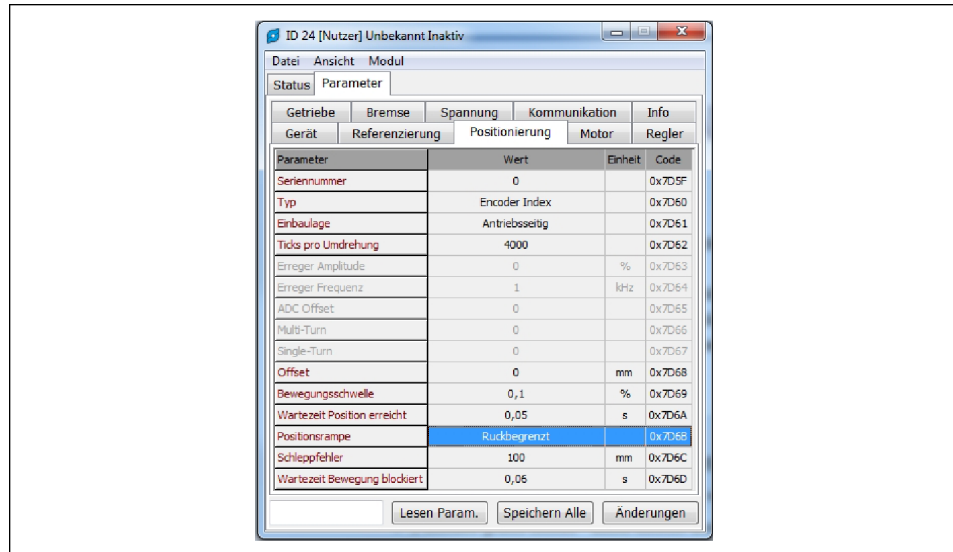 ID 24 [Nutzer] Unbekannt Inaktiv
Datei Ansicht Modul
Status Parameter
Getriebe Bremse Spannung Kommunikation Info
Gerät Referenzierung Positionierung Motor Regler
Parameter Wert Einheit Code
Seriennummer 0 0x7D5F
Typ Encoder Index 0x7D60
Einbaulage Antriebsseitig 0x7D61
Ticks pro Umdrehung 4000 0x7D62
Erreger Amplitude 0 % 0x7D63
Erreger Frequenz 1 kHz 0x7D64
ADC Offset 0 0x7D65
Multi-Turn 0 0x7D66
Single-Turn 0 0x7D67
Offset 0 mm 0x7D68
Bewegungsschwelle 0,1 % 0x7D69
Wartezeit Position erreicht 0,05 s 0x7D6A
Positionsrampe Ruckbegrenzt 0x7D6B
Schleppfehler 100 mm 0x7D6C
Wartezeit Bewegung blockiert 0,06 s 0x7D6D
Lesen Param. Speichern Alle Änderungen